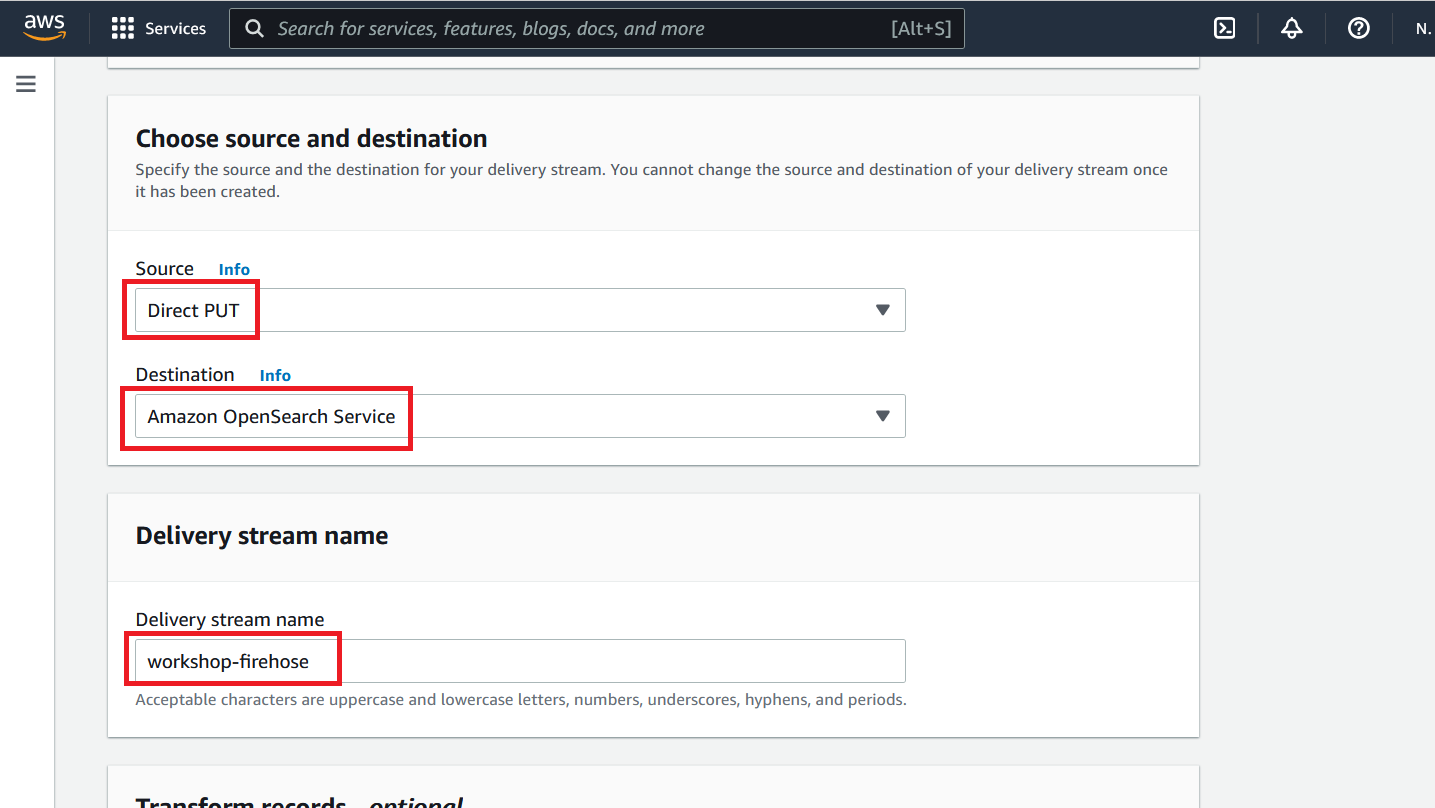 aws Services Search for services, features, blogs, docs, and more [Alt+S] N.
Choose source and destination
Specify the source and the destination for your delivery stream. You cannot change the source and destination of your delivery stream once
it has been created.
Source Info
Direct PUT
Destination Info
Amazon OpenSearch Service
Delivery stream name
Delivery stream name
workshop-firehose
Acceptable characters are uppercase and lowercase letters, numbers, underscores, hyphens, and periods.
Transform records - optional